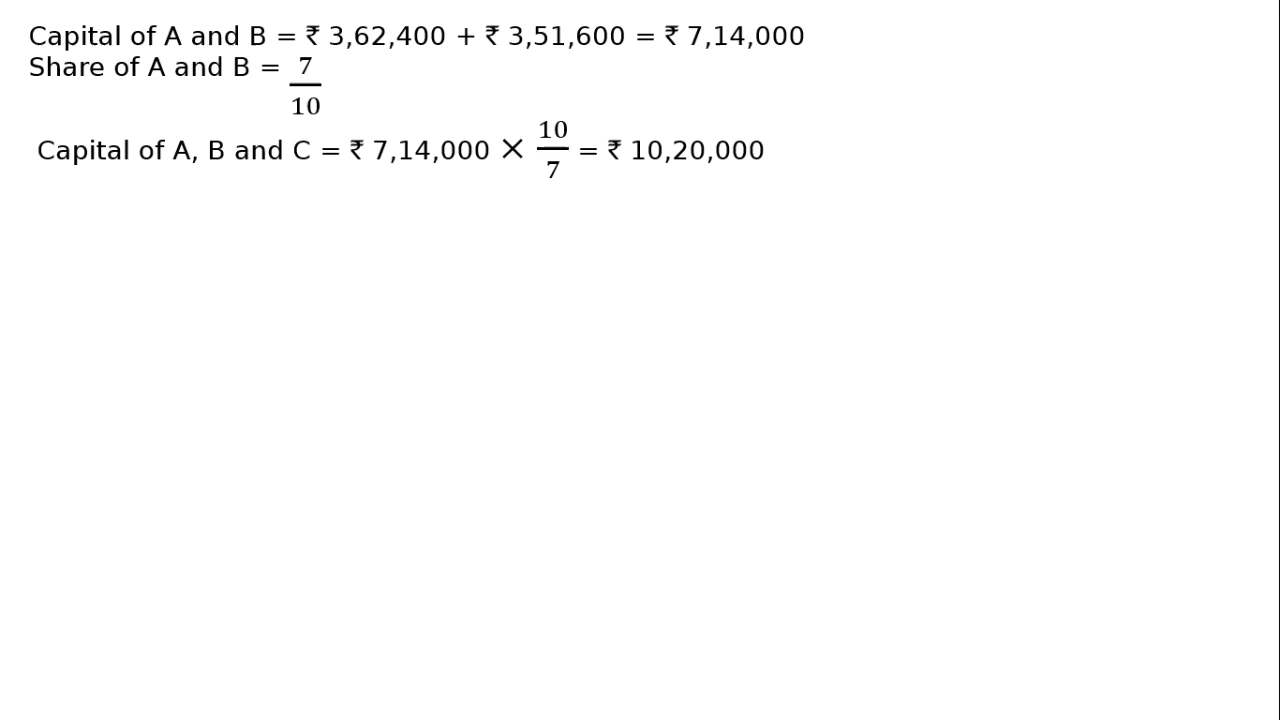 Capital of A and B = ₹ 3,62,400 + ₹ 3,51,600 = ₹ 7,14,000
Share of A and B = 7/10
Capital of A, B and C = ₹ 7,14,000 × 10/7 = ₹ 10,20,000